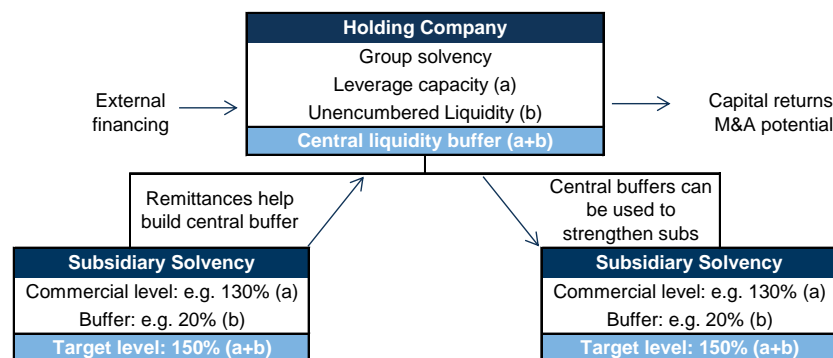 Holding Company
Group solvency
Leverage capacity (a)
Unencumbered Liquidity (b)
Central liquidity buffer (a+b)
External
financing
Capital returns
M&A potential
Remittances help
build central buffer
Central buffers can
be used to
strengthen subs
Subsidiary Solvency
Commercial level: e.g. 130% (a)
Buffer: e.g. 20% (b)
Target level: 150% (a+b)
Subsidiary Solvency
Commercial level: e.g. 130% (a)
Buffer: e.g. 20% (b)
Target level: 150% (a+b)